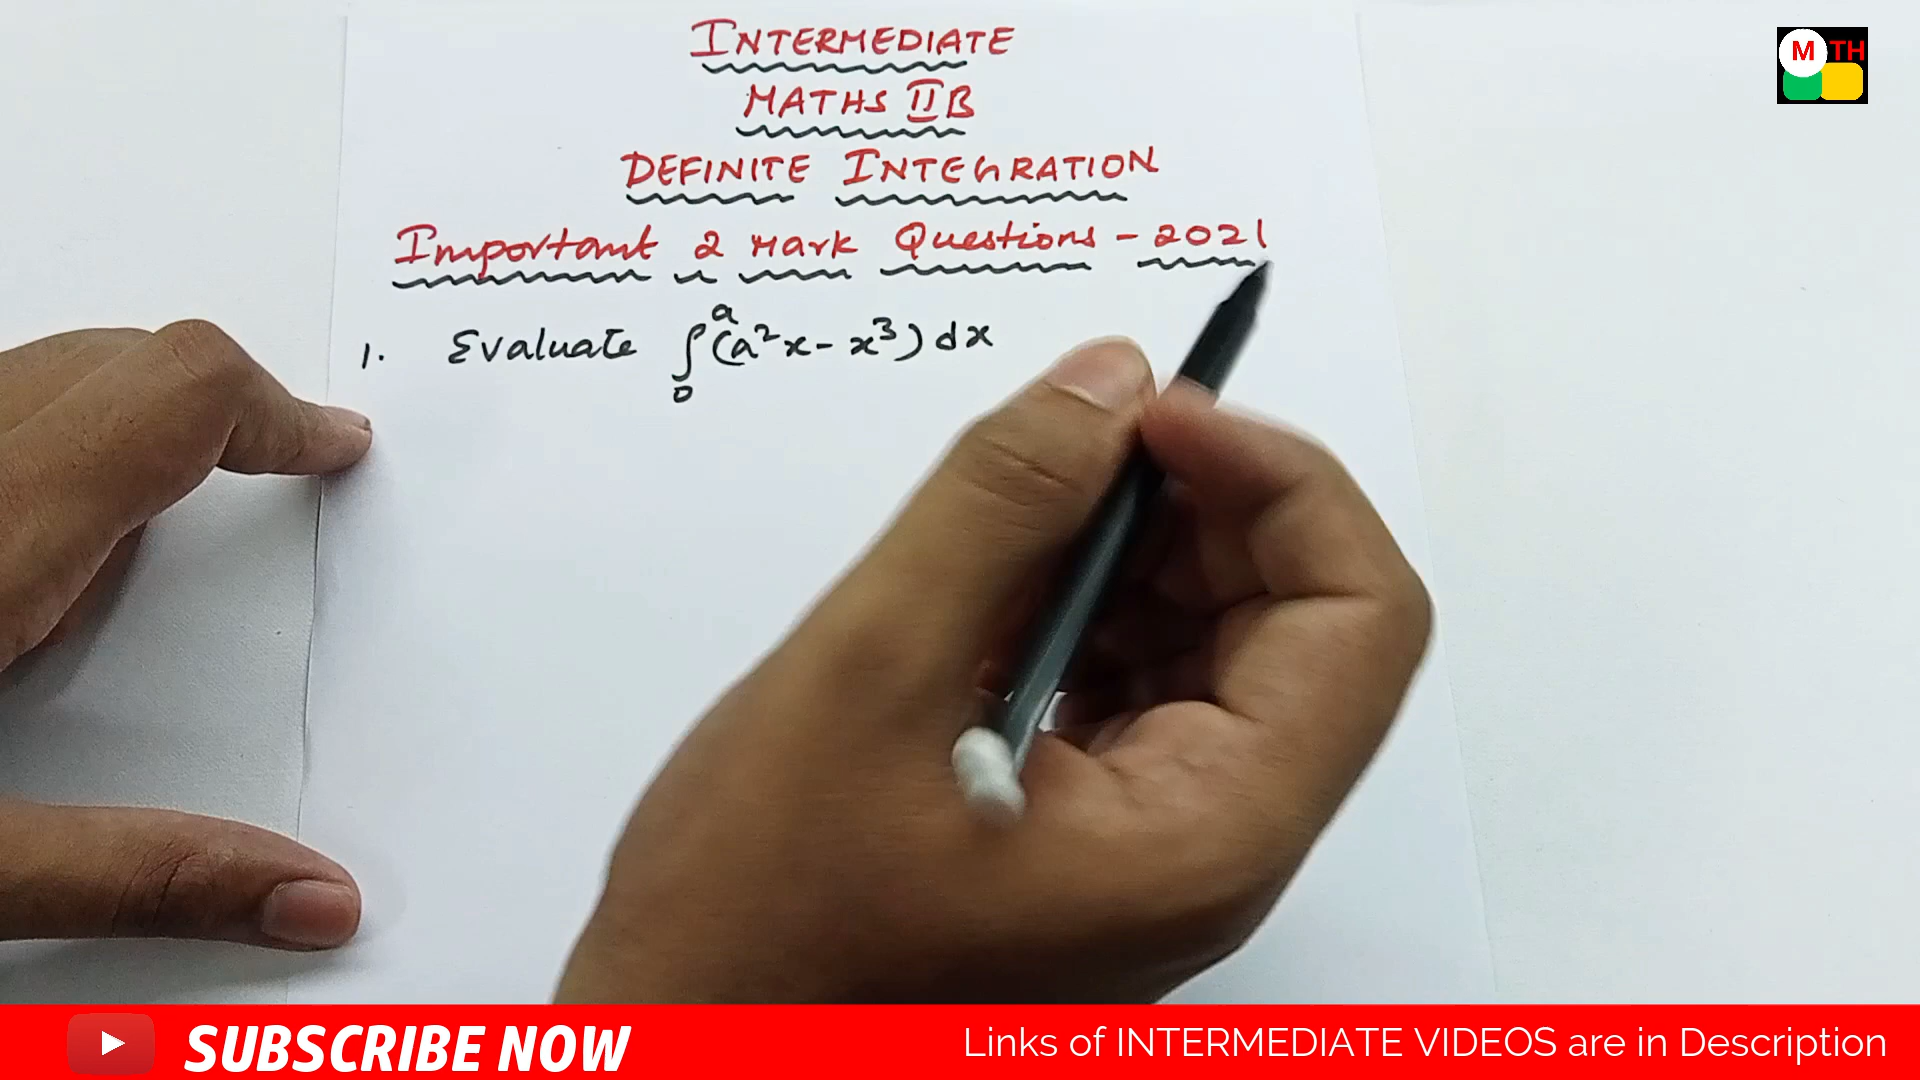 INTERMEDIATE
MATHS IIB
DEFINITE INTEGRATION
Important 2 Mark Questions - 2021
1. Evaluate ∫₀ᵃ (a²x - x³) dx
M TH
SUBSCRIBE NOW
Links of INTERMEDIATE VIDEOS are in Description